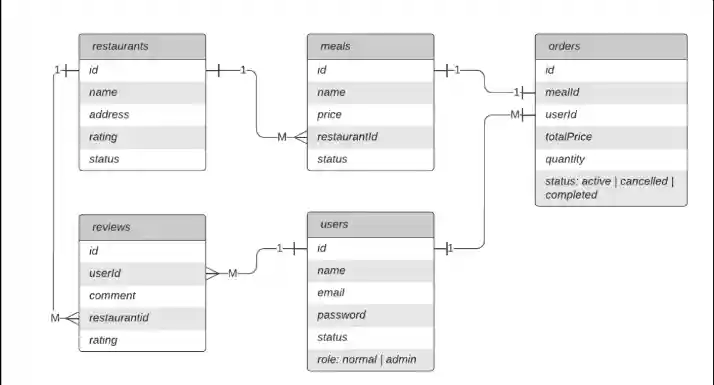 restaurants
1
id
1
name
address
rating
status
meals
id
1
name
price
M
restaurantId
status
orders
id
1
mealId
M
userId
totalPrice
quantity
status: active | cancelled |
completed
reviews
id
userId
M
comment
M
restaurantid
rating
users
1
id
1
name
email
password
status
role: normal | admin